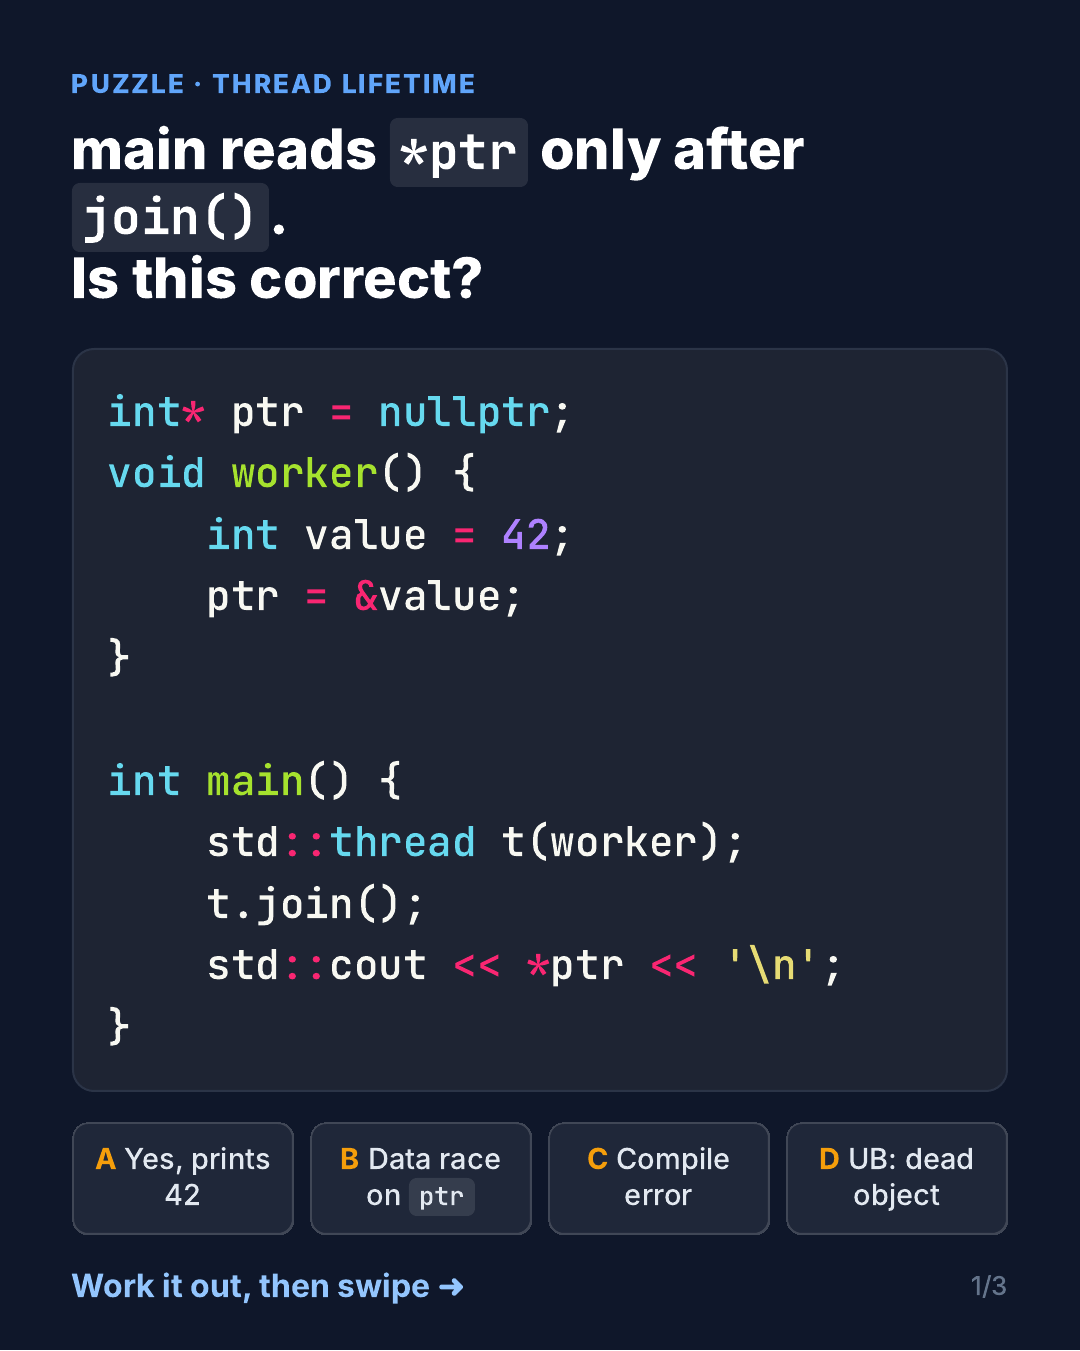 PUZZLE · THREAD LIFETIME
main reads *ptr only after
join().
Is this correct?
int* ptr = nullptr;
void worker() {
    int value = 42;
    ptr = &value;
}

int main() {
    std::thread t(worker);
    t.join();
    std::cout << *ptr << '\n';
}
A Yes, prints
42
B Data race
on ptr
C Compile
error
D UB: dead
object
Work it out, then swipe ➜
1/3